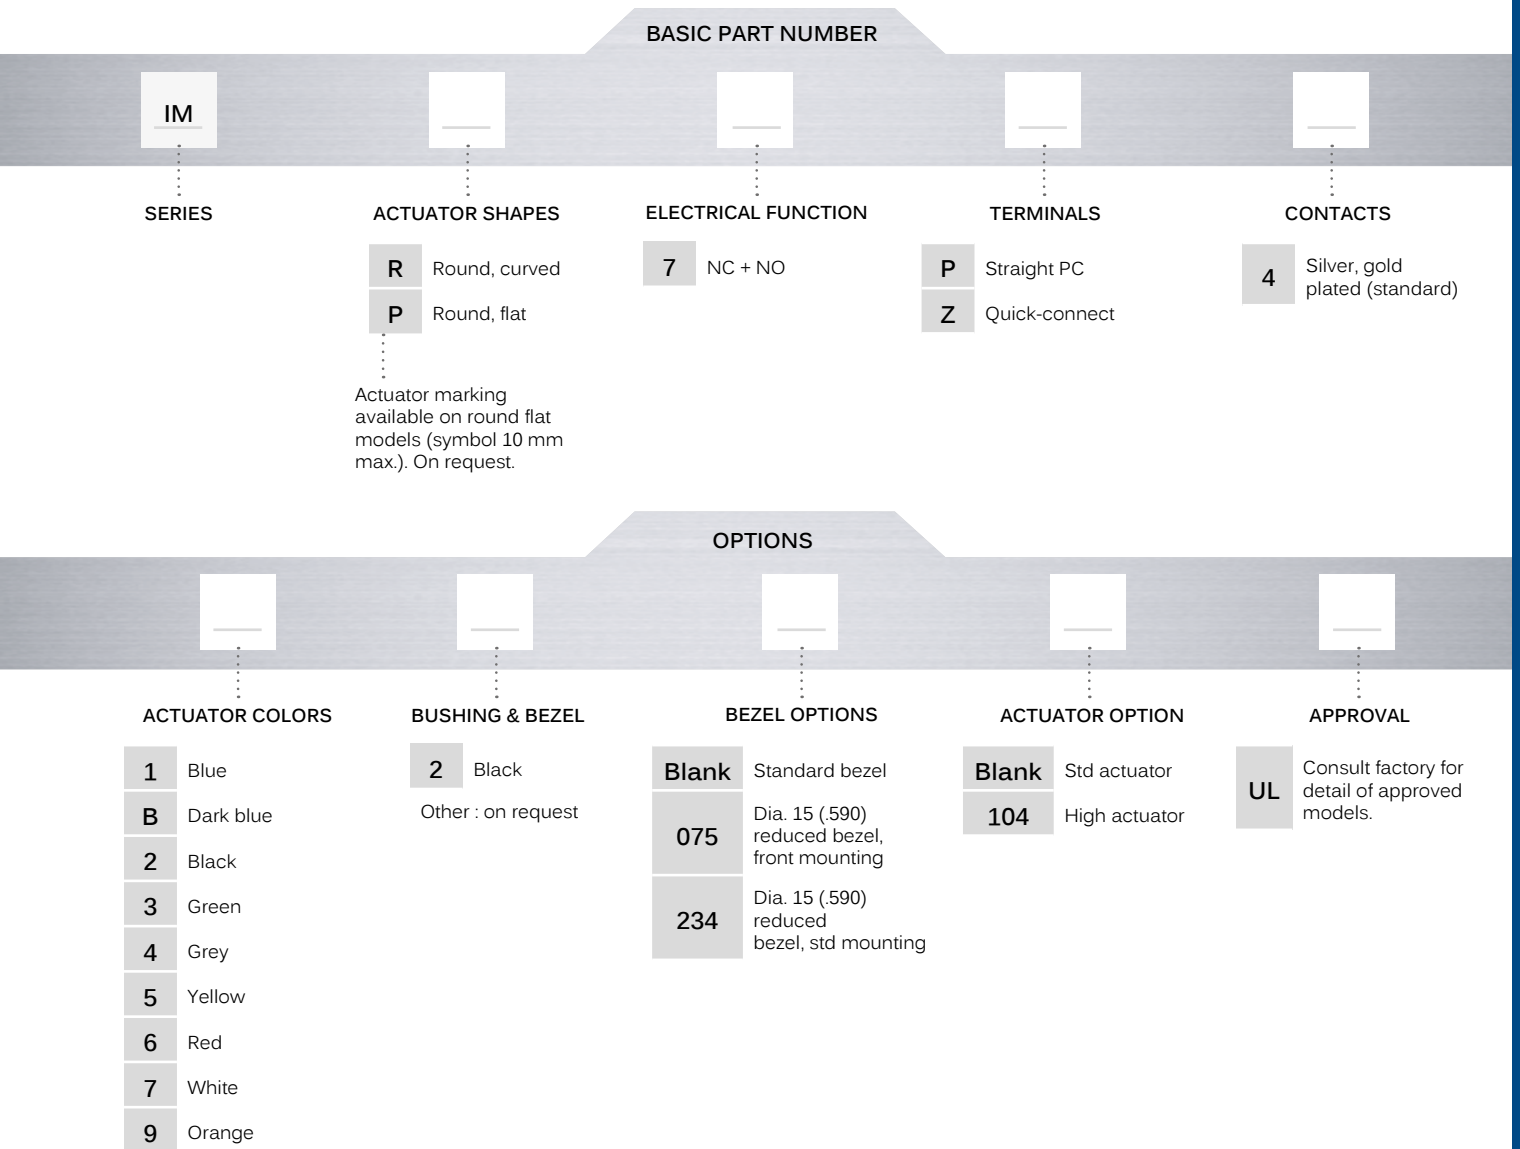 BASIC PART NUMBER
IM
SERIES
ACTUATOR SHAPES
R Round, curved
P Round, flat
Actuator marking
available on round flat
models (symbol 10 mm
max.). On request.
ELECTRICAL FUNCTION
7 NC + NO
TERMINALS
P Straight PC
Z Quick-connect
CONTACTS
4 Silver, gold
plated (standard)
OPTIONS
ACTUATOR COLORS
1 Blue
B Dark blue
2 Black
3 Green
4 Grey
5 Yellow
6 Red
7 White
9 Orange
BUSHING & BEZEL
2 Black
Other : on request
BEZEL OPTIONS
Blank Standard bezel
075 Dia. 15 (.590)
reduced bezel,
front mounting
234 Dia. 15 (.590)
reduced
bezel, std mounting
ACTUATOR OPTION
Blank Std actuator
104 High actuator
APPROVAL
UL Consult factory for
detail of approved
models.